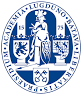 ACADEMIA · LUGDUNO · BATAVA ·
LIBERTATIS · PRAESIDIUM ·